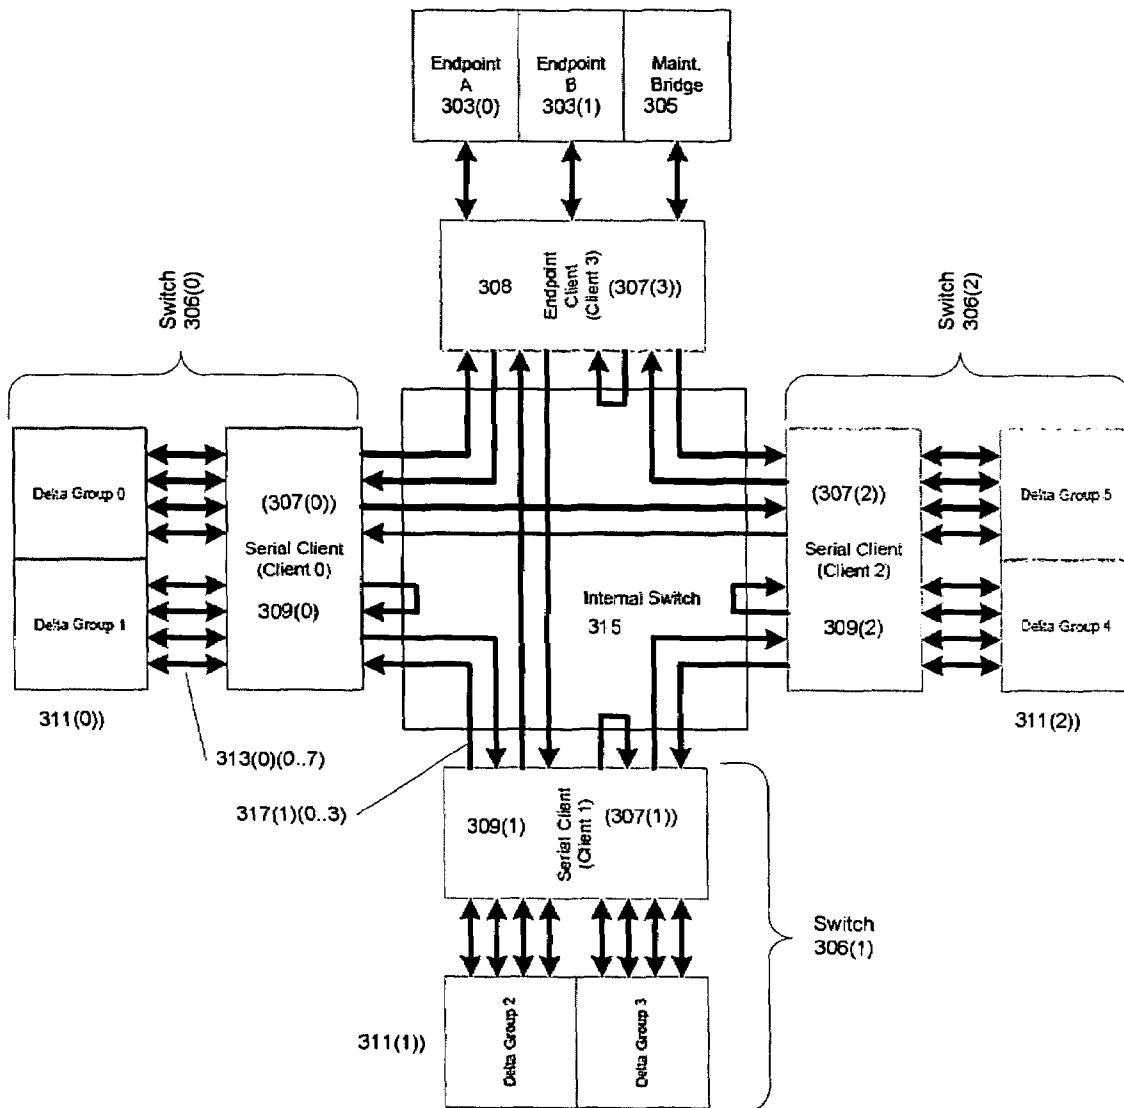 Endpoint
A
303(0)
Endpoint
B
303(1)
Maint.
Bridge
305
308
Endpoint
Client
(Client 3)
(307(3))
Switch
306(0)
Switch
306(2)
Delta Group 0
Delta Group 1
311(0))
313(0)(0..7)
317(1)(0..3)
(307(0))
Serial Client
(Client 0)
309(0)
Internal Switch
315
(307(2))
Serial Client
(Client 2)
309(2)
Delta Group 5
Delta Group 4
311(2))
309(1)
Serial Client
(Client 1)
(307(1))
Switch
306(1)
311(1))
Delta Group 2
Delta Group 3